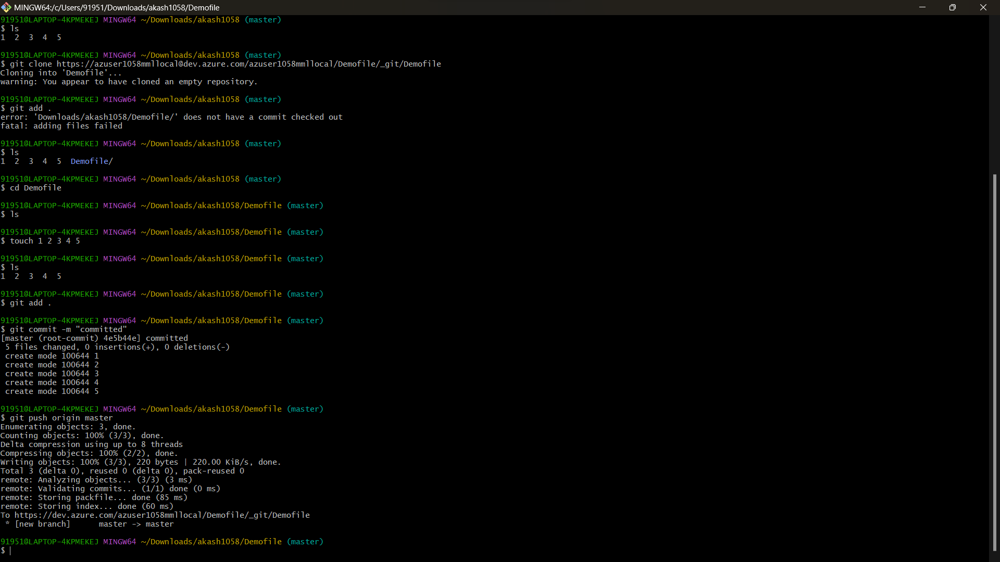 MINGW64:/c/Users/91951/Downloads/akash1058/Demofile
91951@LAPTOP-4KPMEKEJ MINGW64 ~/Downloads/akash1058 (master)
$ ls
1  2  3  4  5
91951@LAPTOP-4KPMEKEJ MINGW64 ~/Downloads/akash1058 (master)
$ git clone https://azuser1058mmllocal@dev.azure.com/azuser1058mmllocal/Demofile/_git/Demofile
Cloning into 'Demofile'...
warning: You appear to have cloned an empty repository.
91951@LAPTOP-4KPMEKEJ MINGW64 ~/Downloads/akash1058 (master)
$ git add .
error: 'Downloads/akash1058/Demofile/' does not have a commit checked out
fatal: adding files failed
91951@LAPTOP-4KPMEKEJ MINGW64 ~/Downloads/akash1058 (master)
$ ls
1  2  3  4  5  Demofile/
91951@LAPTOP-4KPMEKEJ MINGW64 ~/Downloads/akash1058 (master)
$ cd Demofile
91951@LAPTOP-4KPMEKEJ MINGW64 ~/Downloads/akash1058/Demofile (master)
$ ls
91951@LAPTOP-4KPMEKEJ MINGW64 ~/Downloads/akash1058/Demofile (master)
$ touch 1 2 3 4 5
91951@LAPTOP-4KPMEKEJ MINGW64 ~/Downloads/akash1058/Demofile (master)
$ ls
1  2  3  4  5
91951@LAPTOP-4KPMEKEJ MINGW64 ~/Downloads/akash1058/Demofile (master)
$ git add .
91951@LAPTOP-4KPMEKEJ MINGW64 ~/Downloads/akash1058/Demofile (master)
$ git commit -m "committed"
[master (root-commit) 4e5b44e] committed
 5 files changed, 0 insertions(+), 0 deletions(-)
 create mode 100644 1
 create mode 100644 2
 create mode 100644 3
 create mode 100644 4
 create mode 100644 5
91951@LAPTOP-4KPMEKEJ MINGW64 ~/Downloads/akash1058/Demofile (master)
$ git push origin master
Enumerating objects: 3, done.
Counting objects: 100% (3/3), done.
Delta compression using up to 8 threads
Compressing objects: 100% (2/2), done.
Writing objects: 100% (3/3), 220 bytes | 220.00 KiB/s, done.
Total 3 (delta 0), reused 0 (delta 0), pack-reused 0
remote: Analyzing objects... (3/3) (3 ms)
remote: Validating commits... (1/1) done (0 ms)
remote: Storing packfile... done (85 ms)
remote: Storing index... done (60 ms)
To https://dev.azure.com/azuser1058mmllocal/Demofile/_git/Demofile
 * [new branch]      master -> master
91951@LAPTOP-4KPMEKEJ MINGW64 ~/Downloads/akash1058/Demofile (master)
$